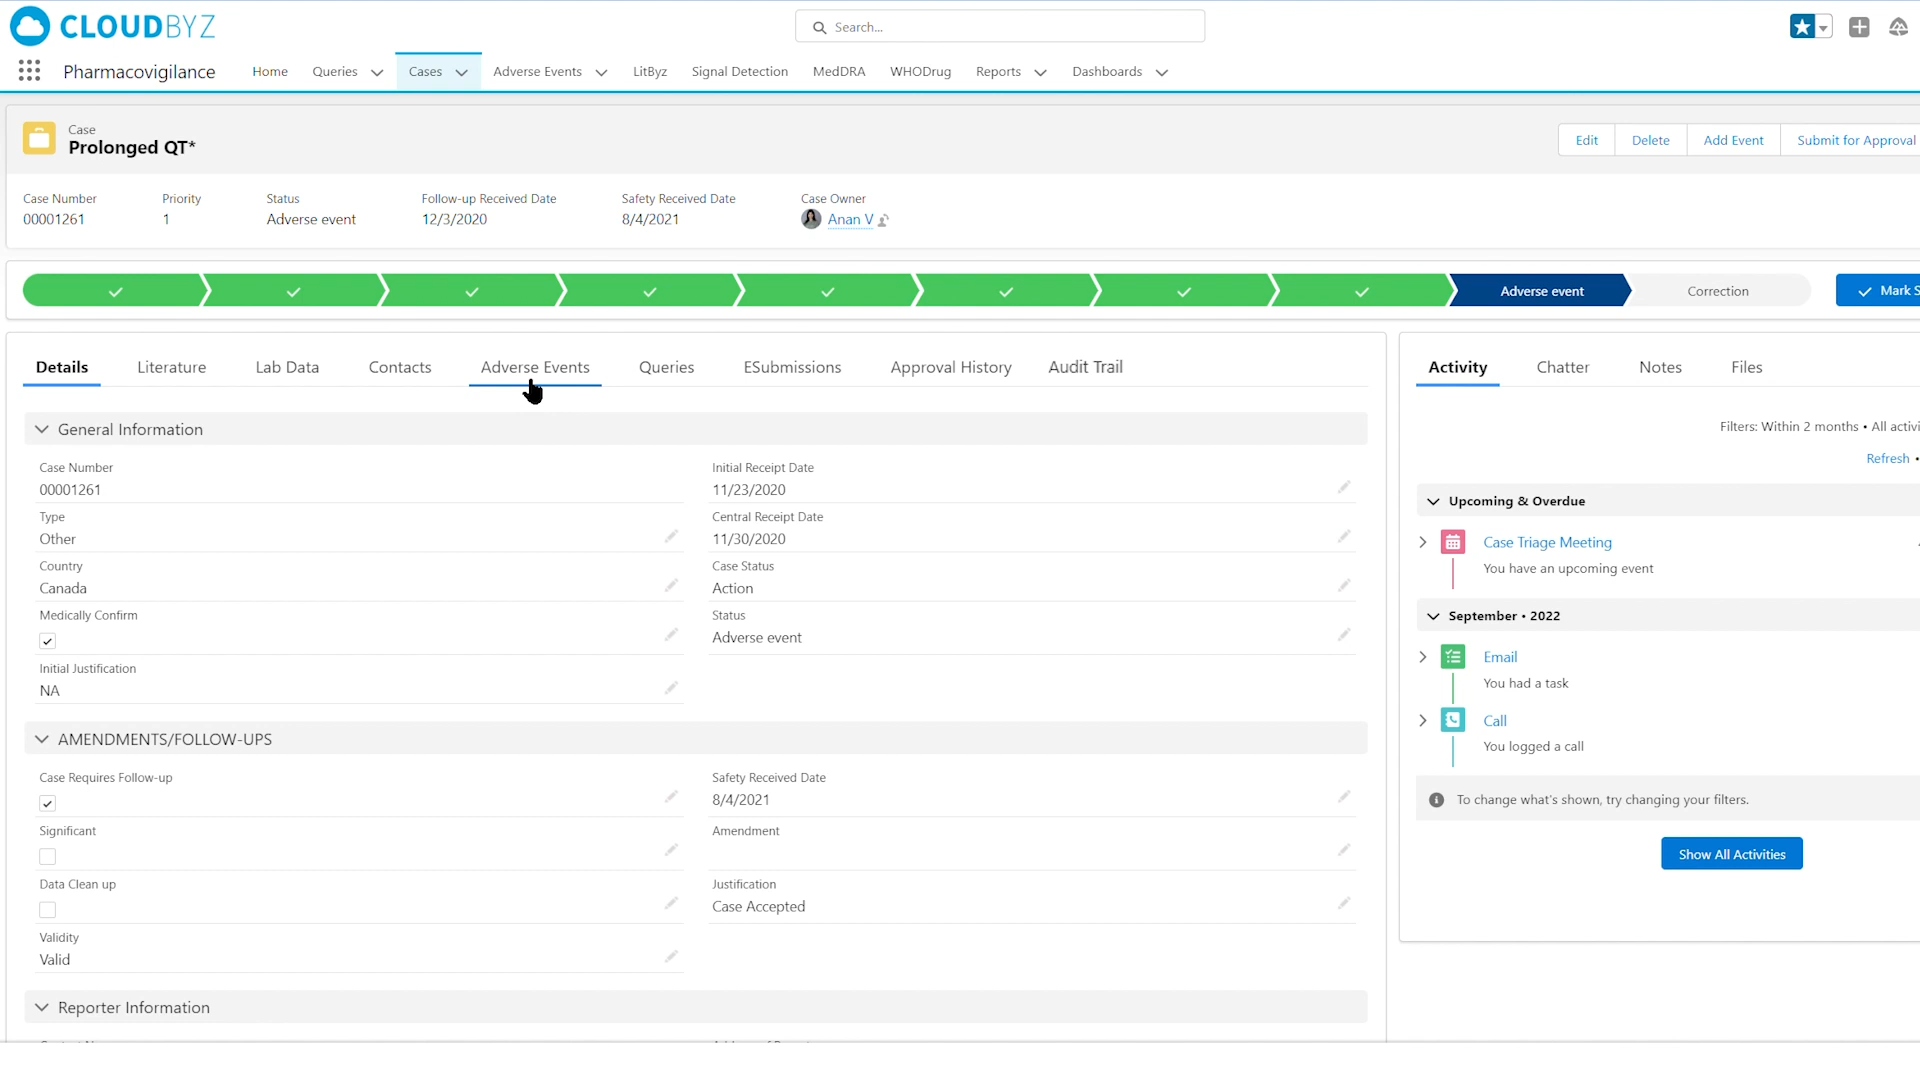 CLOUDBYZ
Search...
Pharmacovigilance
Home
Queries
Cases
Adverse Events
LitByz
Signal Detection
MedDRA
WHODrug
Reports
Dashboards
Case
Prolonged QT*
Edit
Delete
Add Event
Submit for Approval
Case Number
Priority
Status
Follow-up Received Date
Safety Received Date
Case Owner
00001261
1
Adverse event
12/3/2020
8/4/2021
Anan V
Adverse event
Correction
Mark S
Details
Literature
Lab Data
Contacts
Adverse Events
Queries
ESubmissions
Approval History
Audit Trail
General Information
Case Number
00001261
Initial Receipt Date
11/23/2020
Type
Other
Central Receipt Date
11/30/2020
Country
Canada
Case Status
Action
Medically Confirm
Status
Adverse event
Initial Justification
NA
AMENDMENTS/FOLLOW-UPS
Case Requires Follow-up
Safety Received Date
8/4/2021
Significant
Amendment
Data Clean up
Justification
Case Accepted
Validity
Valid
Reporter Information
Activity
Chatter
Notes
Files
Filters: Within 2 months • All activi
Refresh •
Upcoming & Overdue
Case Triage Meeting
You have an upcoming event
September • 2022
Email
You had a task
Call
You logged a call
To change what's shown, try changing your filters.
Show All Activities